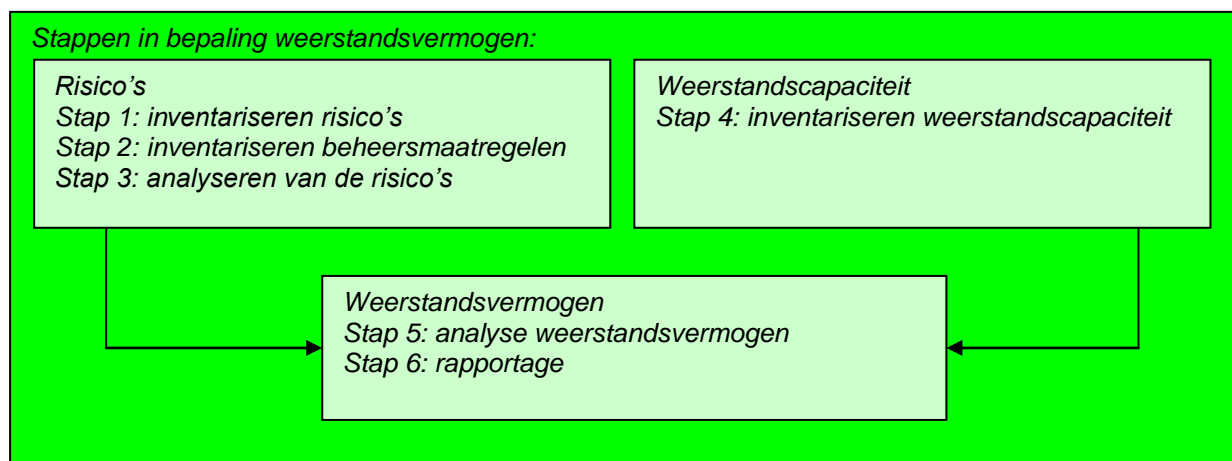 Stappen in bepaling weerstandsvermogen:
Risico's
Stap 1: inventariseren risico's
Stap 2: inventariseren beheersmaatregelen
Stap 3: analyseren van de risico's
Weerstandscapaciteit
Stap 4: inventariseren weerstandscapaciteit
Weerstandsvermogen
Stap 5: analyse weerstandsvermogen
Stap 6: rapportage